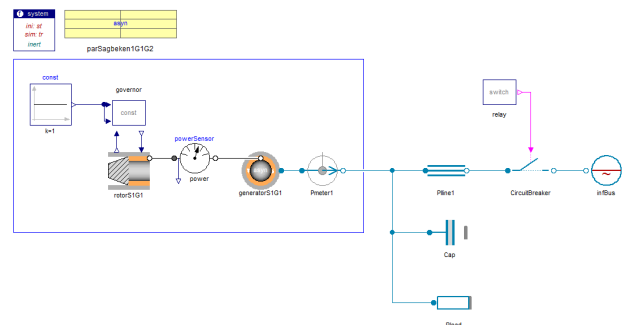 system
ini: st
sim: tr
inert
asyn
parSagbeken1G1G2
const
governor
const
k=1
powerSensor
power
rotorS1G1
asyn
generatorS1G1
Pmeter1
switch
relay
Pline1
CircuitBreaker
infBus
Cap
Pload